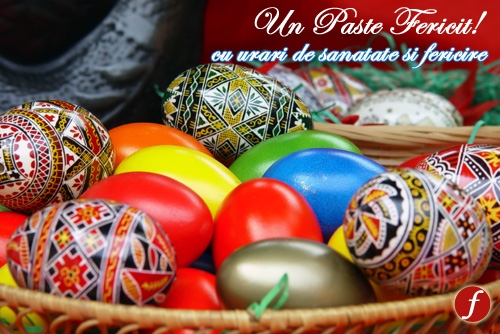 Un Paste Fericit!
cu urari de sanatate si fericire
f